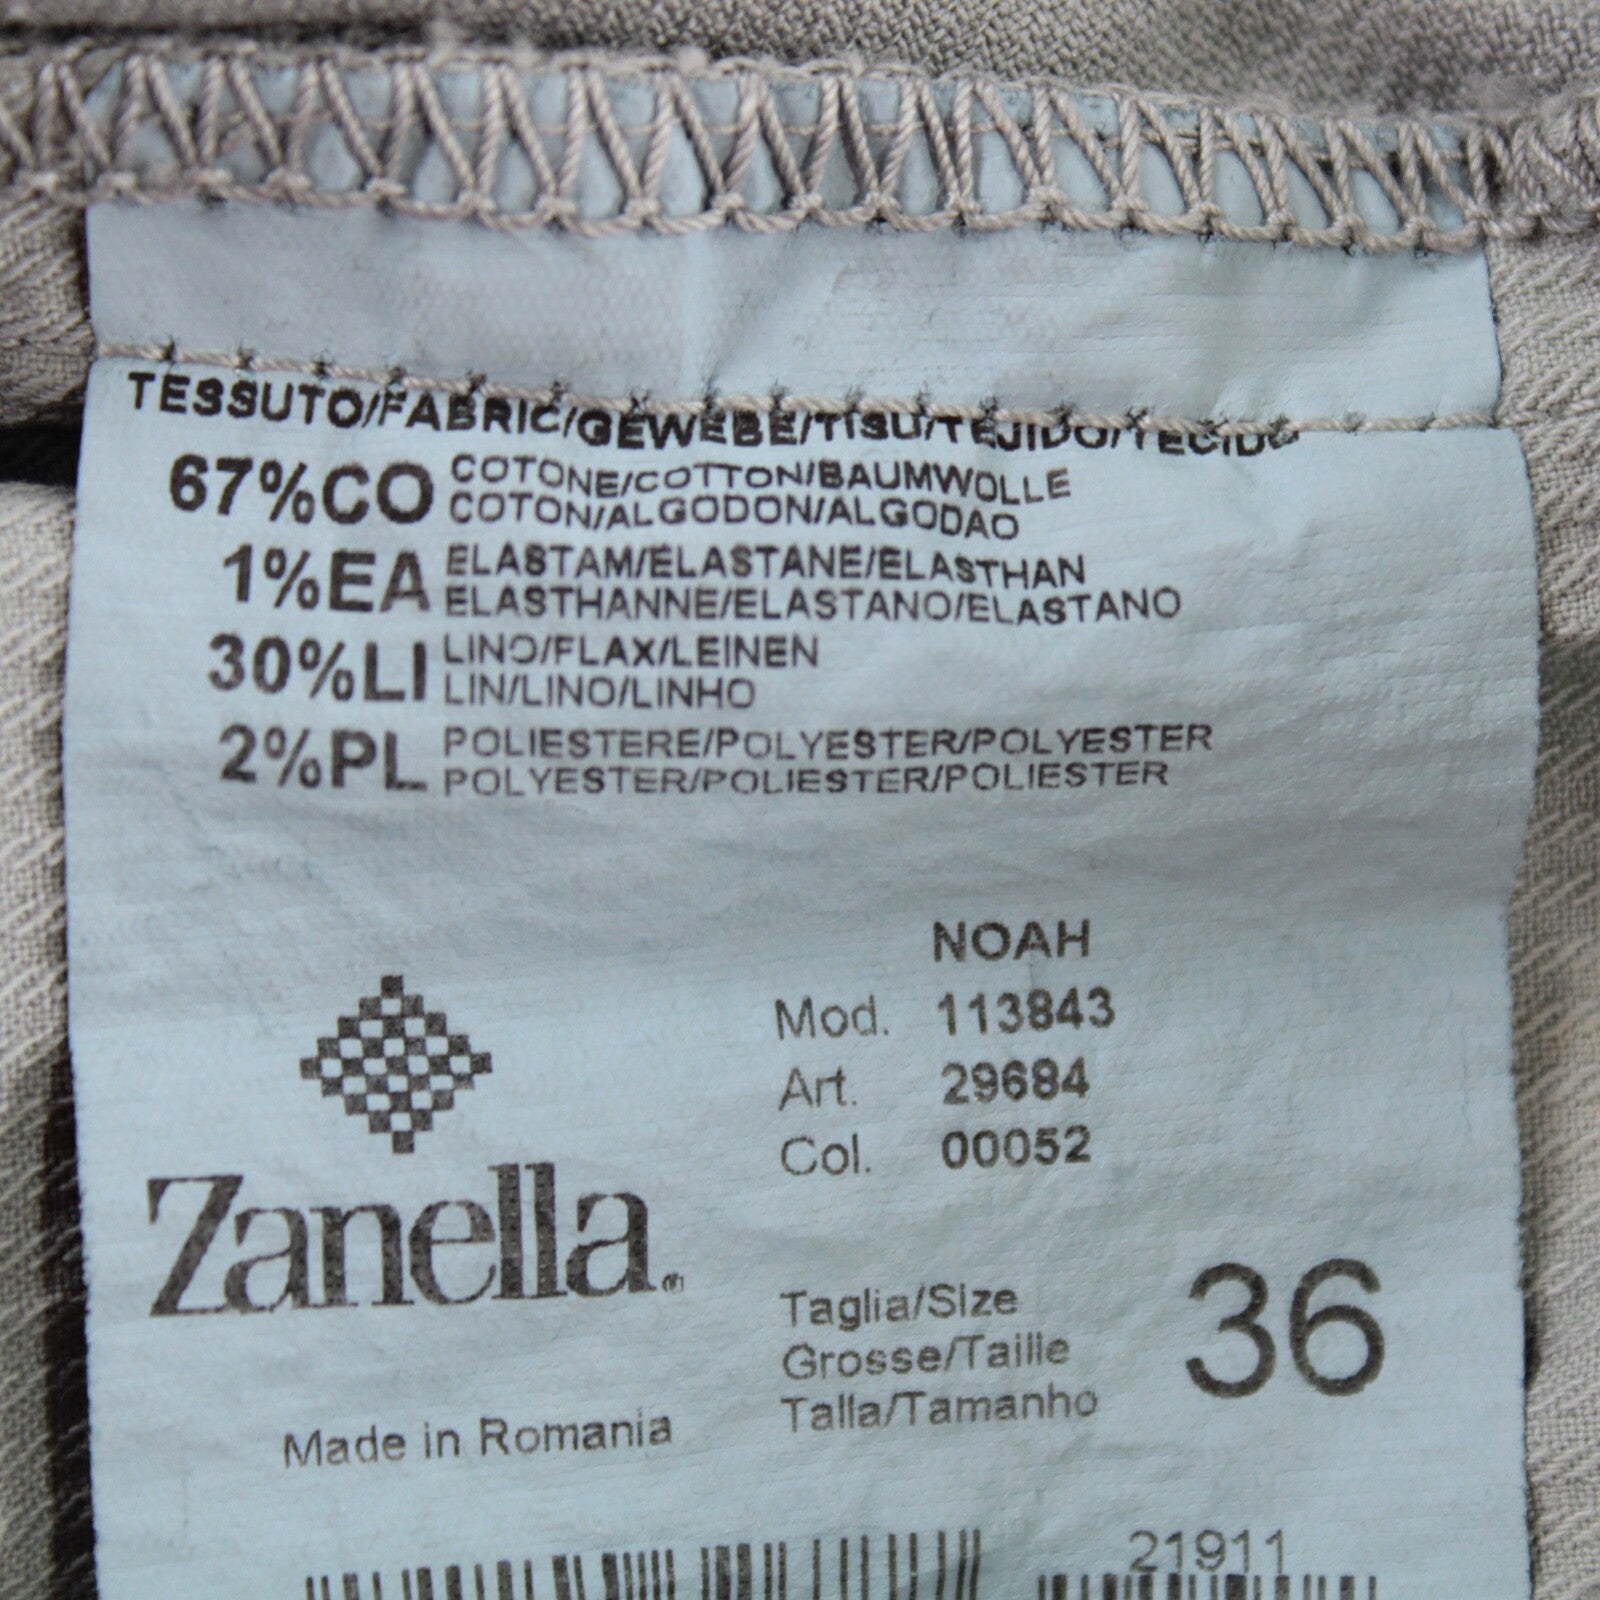 TESSUTO/FABRIC/GEWEBE/TISU/TEJIDO/TECIDO
67%CO COTONE/COTTON/BAUMWOLLE
COTON/ALGODON/ALGODAO
1%EA ELASTAM/ELASTANE/ELASTHAN
ELASTHANNE/ELASTANO/ELASTANO
30%LI LINO/FLAX/LEINEN
LIN/LINO/LINHO
2%PL POLIESTERE/POLYESTER/POLYESTER
POLYESTER/POLIESTER/POLIESTER
NOAH
Mod. 113843
Art. 29684
Col. 00052
Zanella
Taglia/Size
Grosse/Taille
Talla/Tamanho
36
Made in Romania
21911